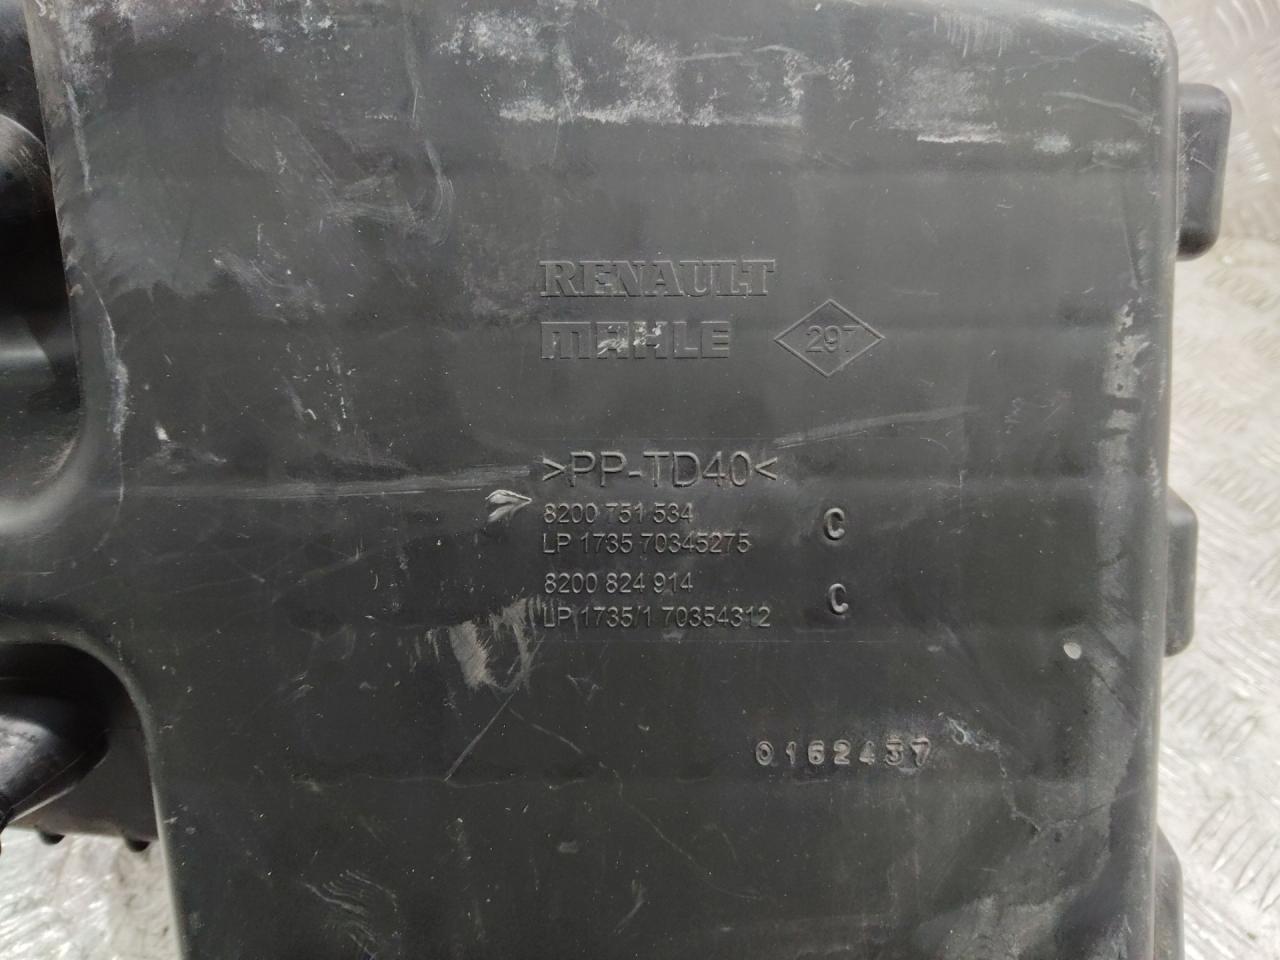 RENAULT
MAHLE 297
>PP-TD40<
8200 751 534 C
LP 1735 70345275
8200 824 914 C
LP 1735/1 70354312
0162437